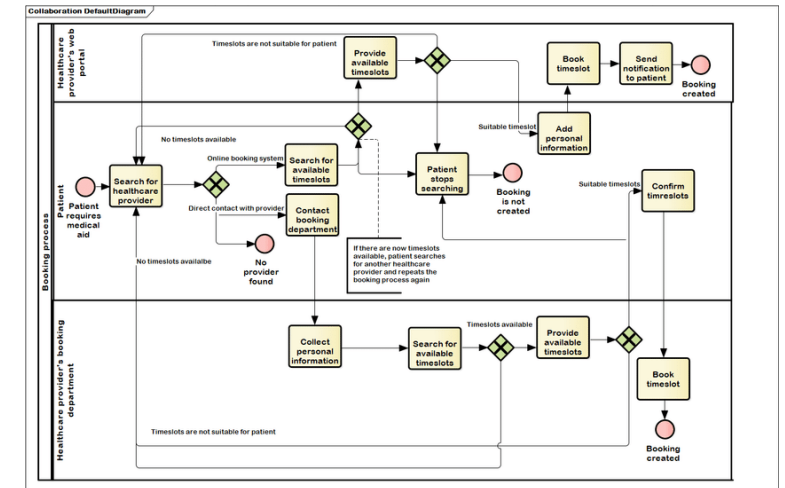 Collaboration DefaultDiagram
Booking process
Healthcare
provider's web
portal
Timeslots are not suitable for patient
Provide
available
timeslots
Book
timeslot
Send
notification
to patient
Booking
created
Patient
No timeslots available
Suitable timeslot
Add
personal
information
Online booking system
Search for
available
timeslots
Patient
stops
searching
Booking
is not
created
Suitable timeslots
Confirm
timreslots
Patient
requires
medical
aid
Search for
healthcare
provider
Direct contact with provider
Contact
booking
department
No
provider
found
If there are now timeslots
available, patient searches
for another healthcare
provider and repeats the
booking process again
No timeslots availalbe
Healthcare provider's booking
department
Collect
personal
information
Search for
available
timeslots
Timeslots available
Provide
available
timeslots
Book
timeslot
Booking
created
Timeslots are not suitable for patient